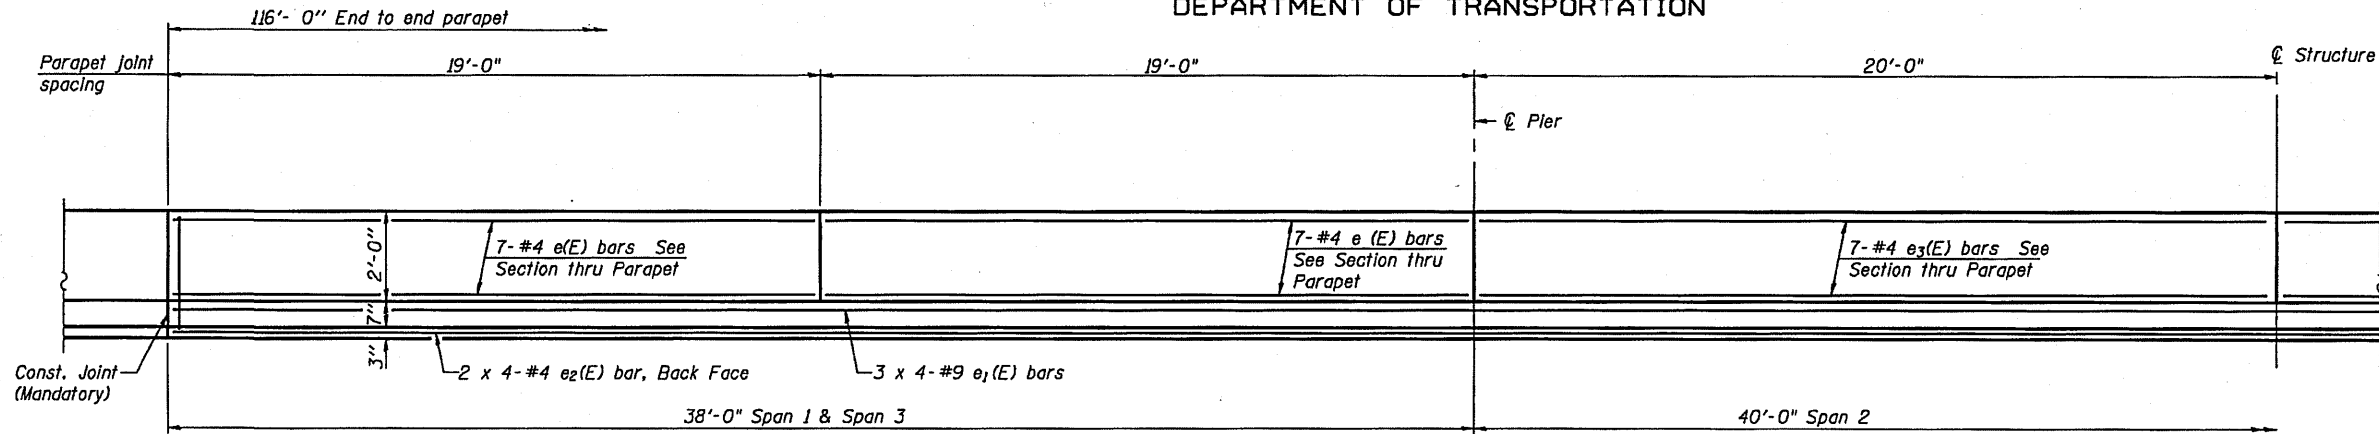 DEPARTMENT OF TRANSPORTATION
116'-0" End to end parapet
Parapet joint
spacing
19'-0"
19'-0"
20'-0"
℄ Structure
℄ Pier
7-#4 e(E) bars See
Section thru Parapet
2'-0"
7-#4 e (E) bars
See Section thru
Parapet
7-#4 e3(E) bars See
Section thru Parapet
7"
3"
Const. Joint
(Mandatory)
2 x 4-#4 e2(E) bar, Back Face
3 x 4-#9 e1(E) bars
38'-0" Span 1 & Span 3
40'-0" Span 2